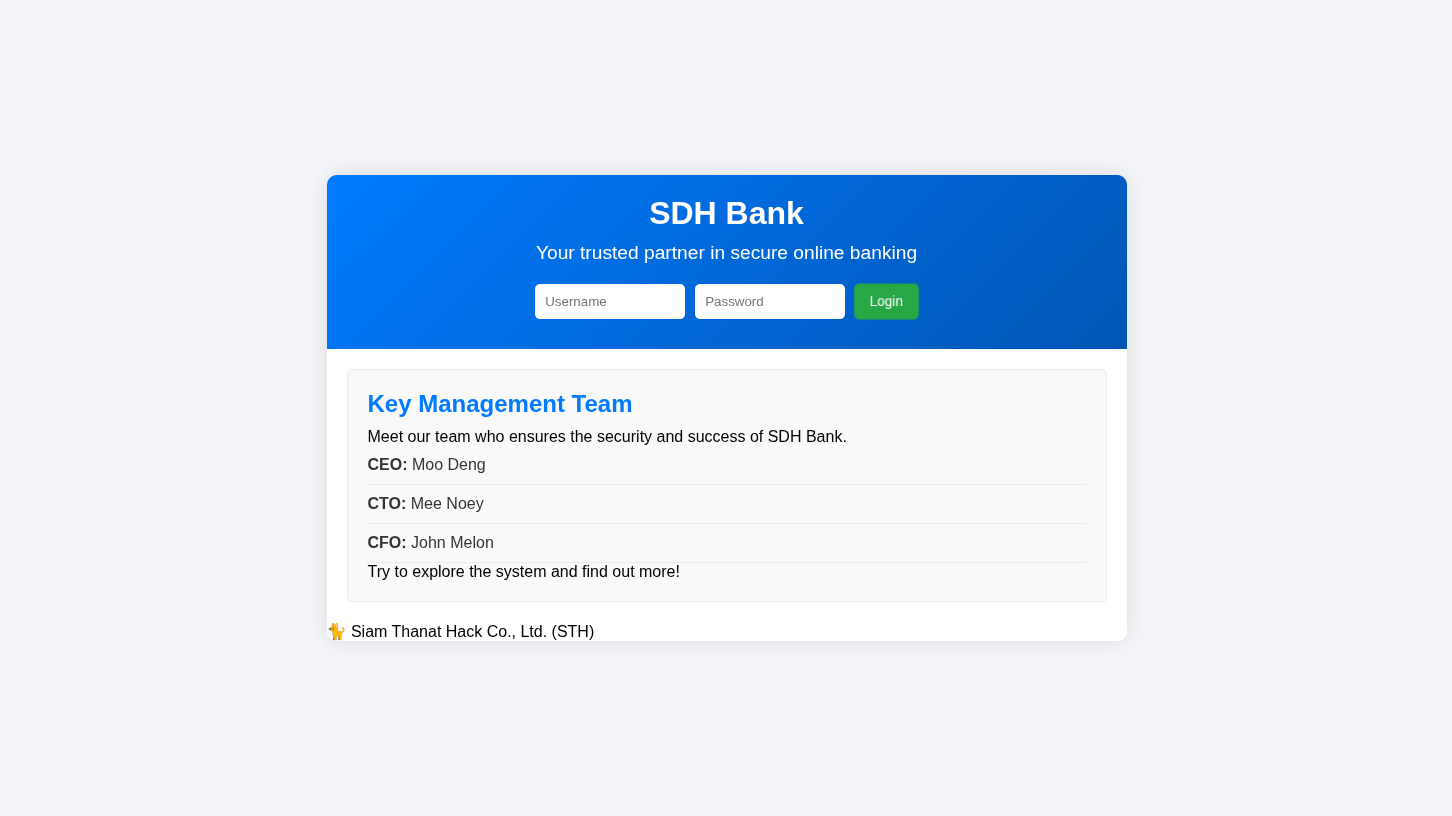 SDH Bank
Your trusted partner in secure online banking
Username Password Login
Key Management Team
Meet our team who ensures the security and success of SDH Bank.
CEO: Moo Deng
CTO: Mee Noey
CFO: John Melon
Try to explore the system and find out more!
🐈 Siam Thanat Hack Co., Ltd. (STH)